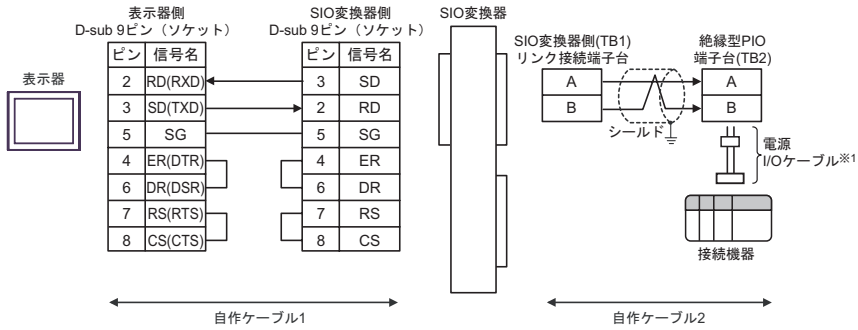 表示器側
D-sub 9ピン（ソケット）
SIO変換器側
D-sub 9ピン（ソケット）
SIO変換器
表示器
ピン 信号名
2 RD(RXD)
3 SD(TXD)
5 SG
4 ER(DTR)
6 DR(DSR)
7 RS(RTS)
8 CS(CTS)
ピン 信号名
3 SD
2 RD
5 SG
4 ER
6 DR
7 RS
8 CS
SIO変換器側(TB1)
リンク接続端子台
A
B
シールド
絶縁型PIO
端子台(TB2)
A
B
電源
I/Oケーブル※1
接続機器
自作ケーブル1
自作ケーブル2